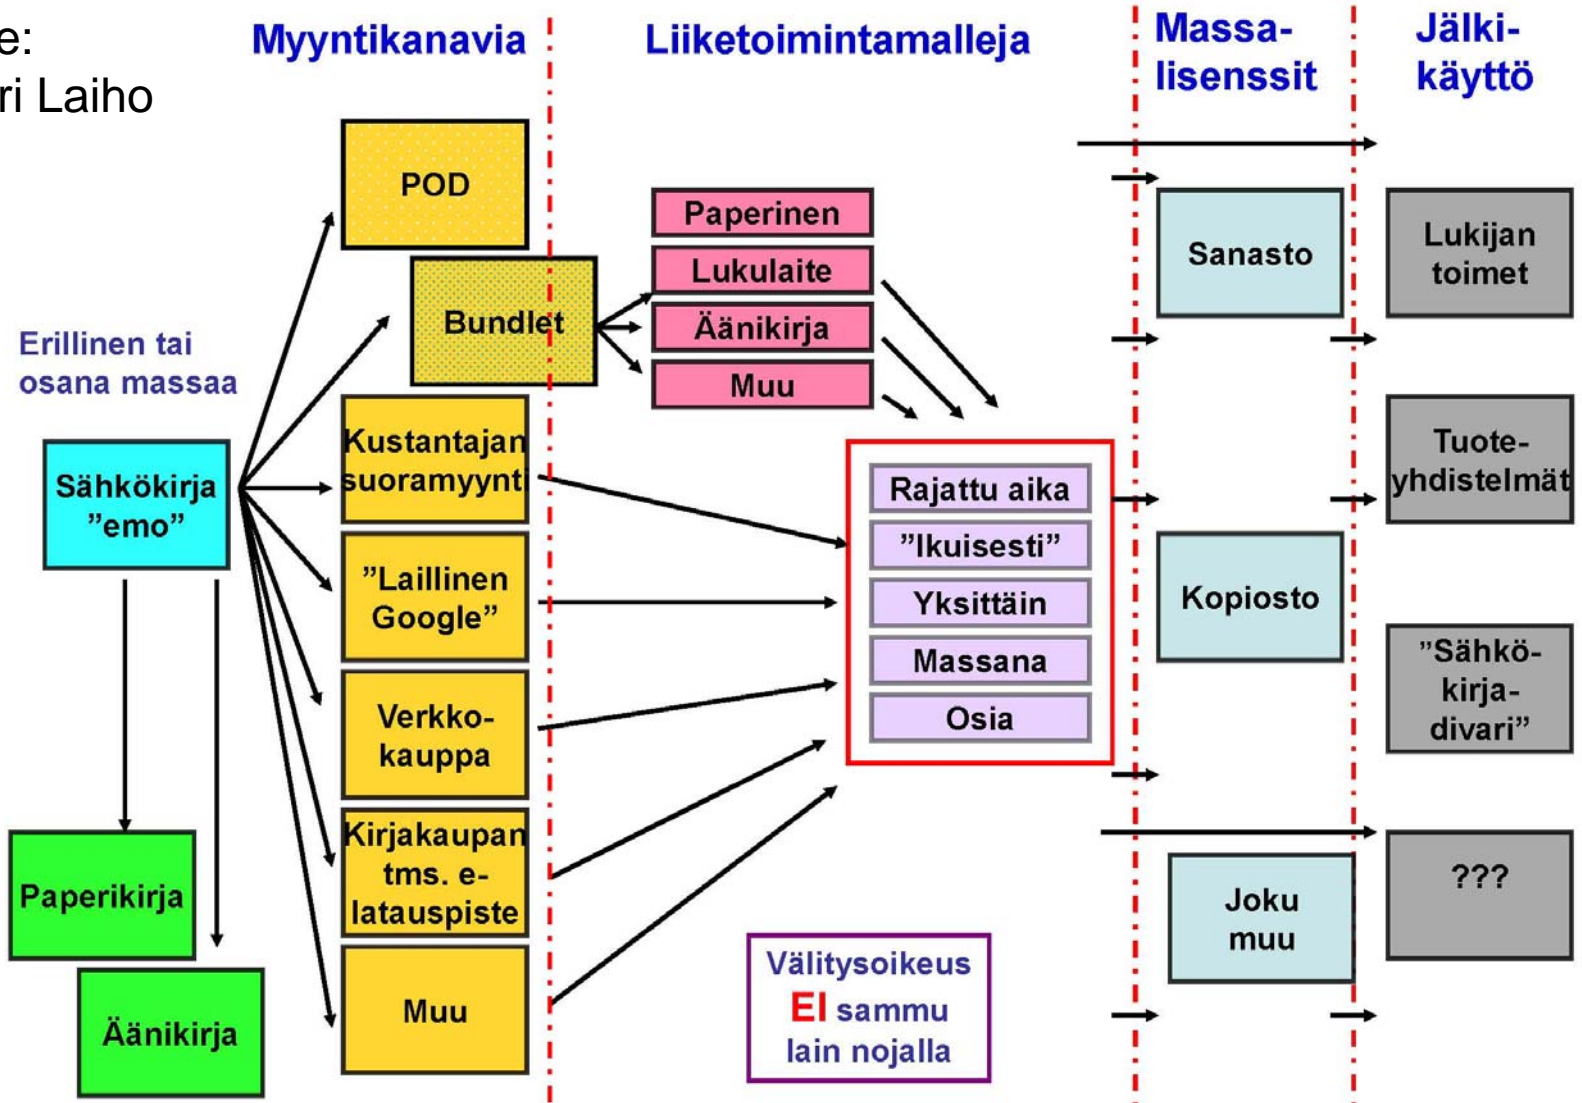 e:
ri Laiho
Myyntikanavia
Liiketoimintamalleja
Massa-
lisenssit
Jälki-
käyttö
Erillinen tai
osana massaa
Sähkökirja
”emo”
Paperikirja
Äänikirja
POD
Bundlet
Kustantajan
suoramyynti
”Laillinen
Google”
Verkko-
kauppa
Kirjakaupan
tms. e-
latauspiste
Muu
Paperinen
Lukulaite
Äänikirja
Muu
Rajattu aika
”Ikuisesti”
Yksittäin
Massana
Osia
Välitysoikeus
EI sammu
lain nojalla
Sanasto
Kopiosto
Joku
muu
Lukijan
toimet
Tuote-
yhdistelmät
”Sähkö-
kirja-
divari”
???